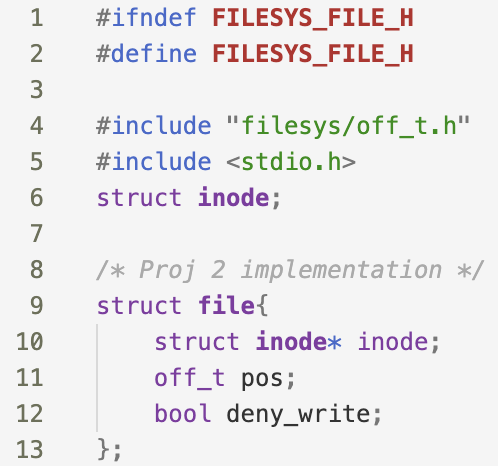 1 #ifndef FILESYS_FILE_H
2 #define FILESYS_FILE_H
3
4 #include "filesys/off_t.h"
5 #include <stdio.h>
6 struct inode;
7
8 /* Proj 2 implementation */
9 struct file{
10     struct inode* inode;
11     off_t pos;
12     bool deny_write;
13 };